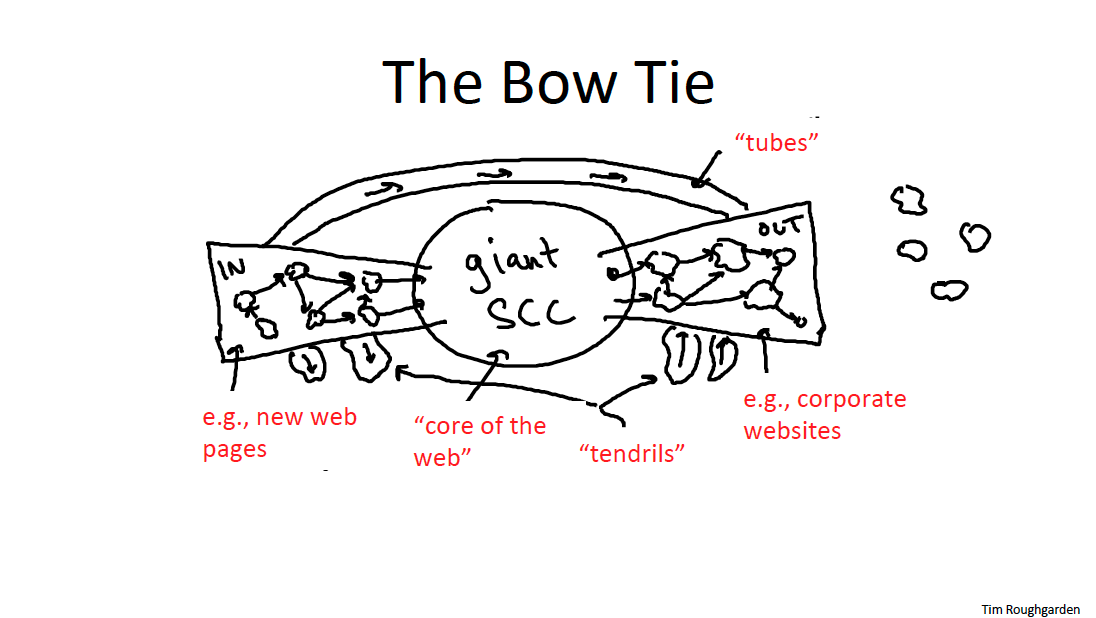 The Bow Tie
“tubes”
IN
OUT
giant
SCC
e.g., new web
pages
“core of the
web”
“tendrils”
e.g., corporate
websites
Tim Roughgarden